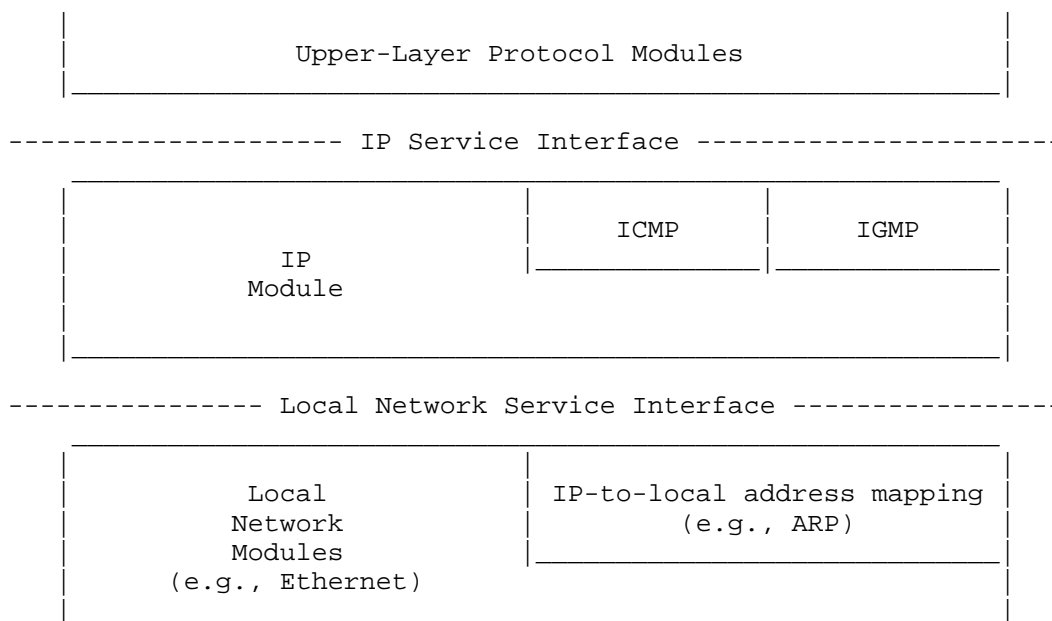 Upper-Layer Protocol Modules
IP Service Interface
ICMP IGMP
IP
Module
Local Network Service Interface
Local IP-to-local address mapping
Network (e.g., ARP)
Modules
(e.g., Ethernet)